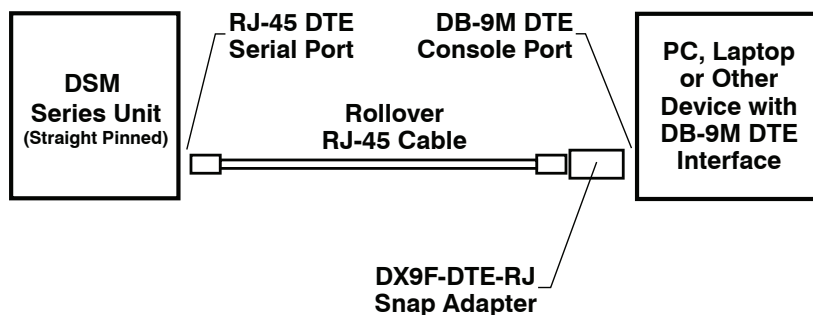 DSM
Series Unit
(Straight Pinned)
RJ-45 DTE
Serial Port
Rollover
RJ-45 Cable
DB-9M DTE
Console Port
PC, Laptop
or Other
Device with
DB-9M DTE
Interface
DX9F-DTE-RJ
Snap Adapter